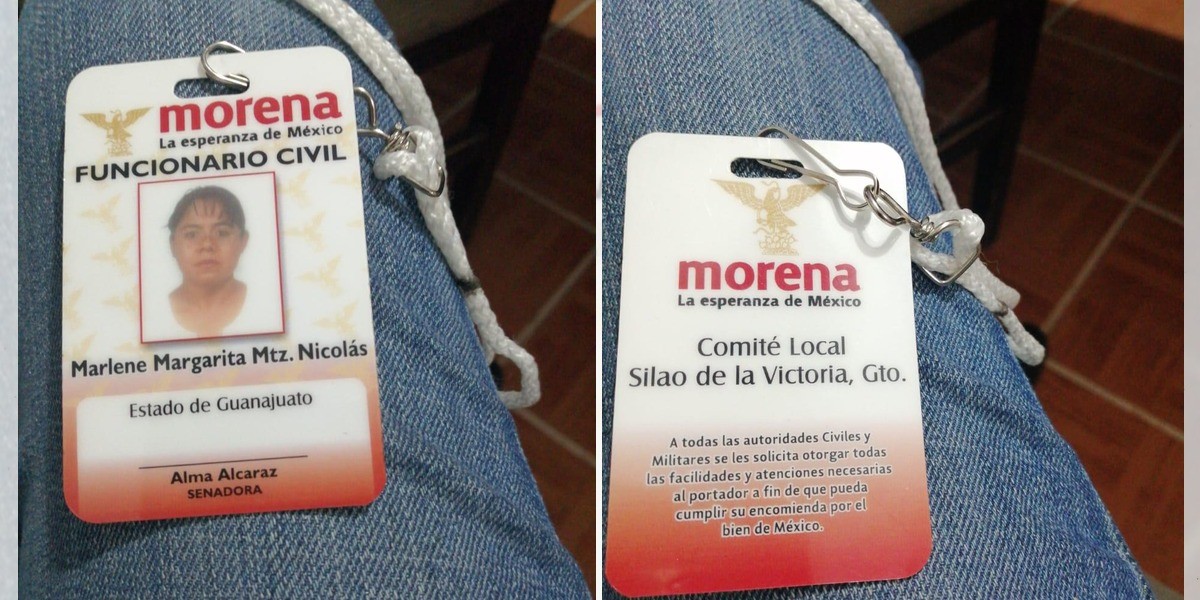 morena
La esperanza de México
FUNCIONARIO CIVIL
Marlene Margarita Mtz. Nicolás
Estado de Guanajuato
Alma Alcaraz
SENADORA
morena
La esperanza de México
Comité Local
Silao de la Victoria, Gto.
A todas las autoridades Civiles y
Militares se les solicita otorgar todas
las facilidades y atenciones necesarias
al portador a fin de que pueda
cumplir su encomienda por el
bien de México.